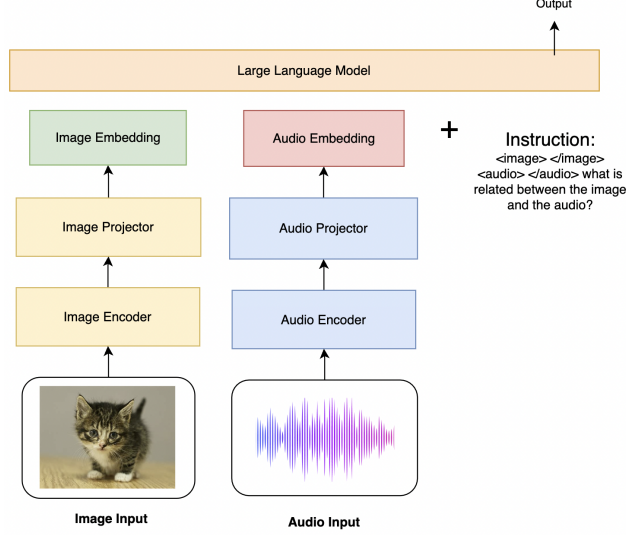 Output
Large Language Model
Image Embedding
Audio Embedding
+
Instruction:
<image> </image>
<audio> </audio> what is
related between the image
and the audio?
Image Projector
Audio Projector
Image Encoder
Audio Encoder
Image Input
Audio Input